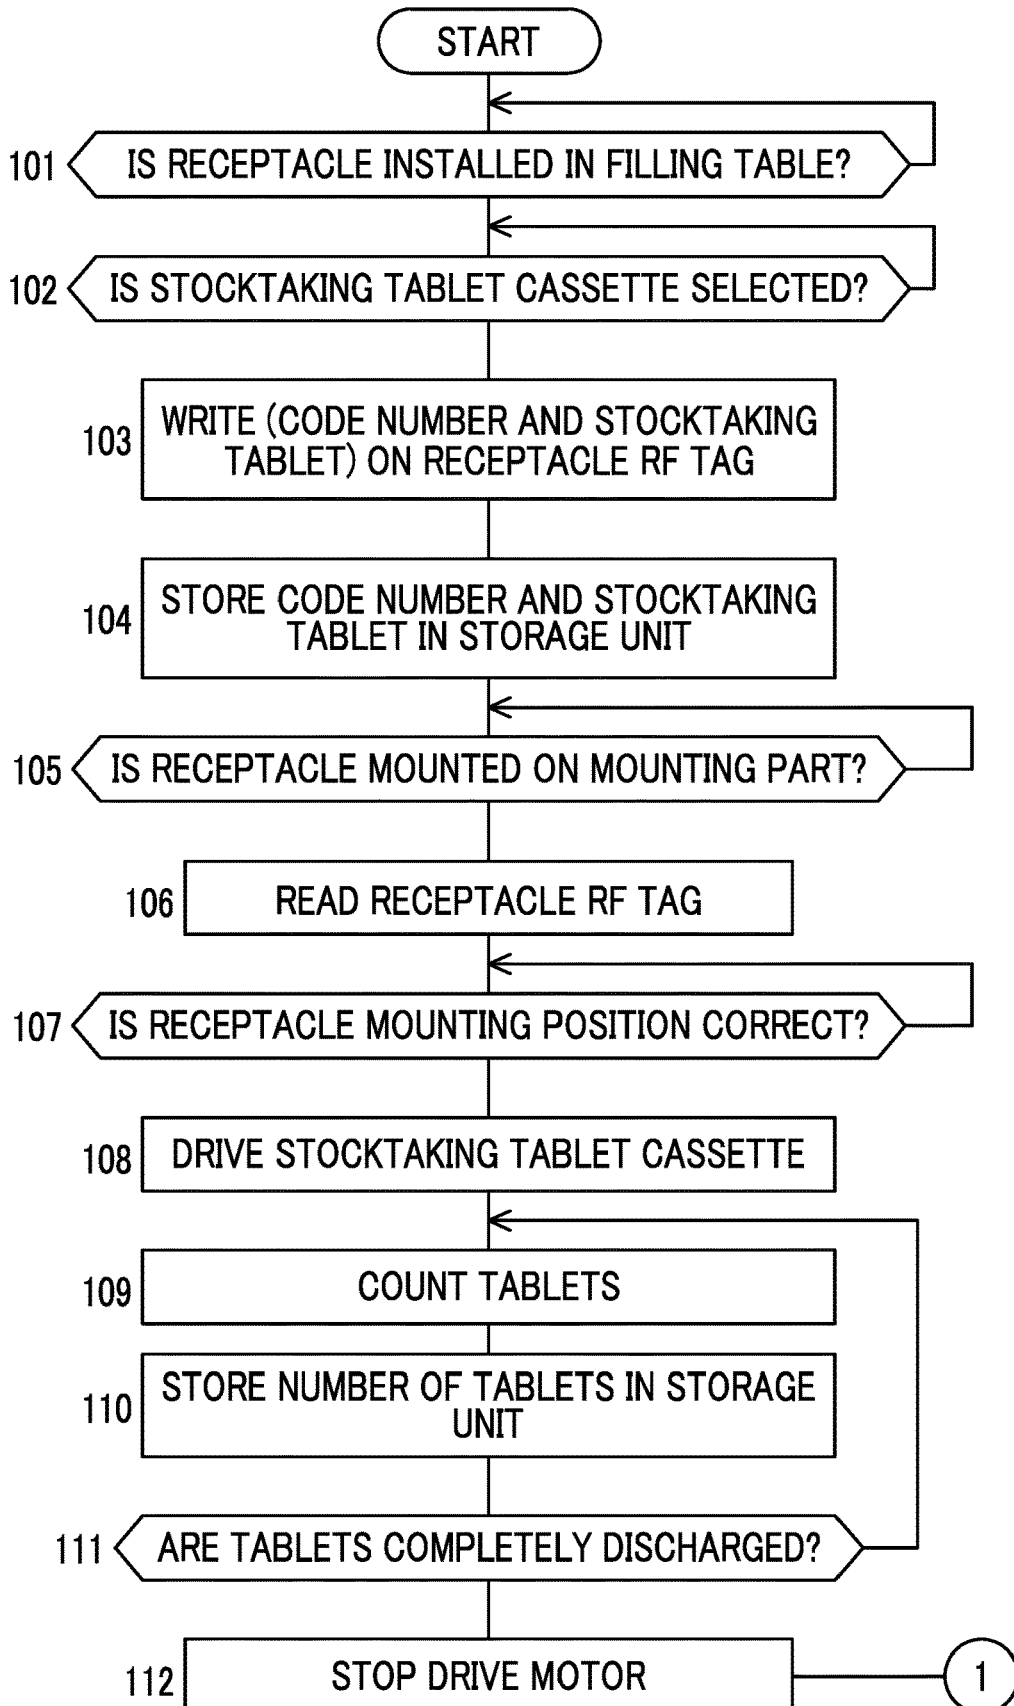 START
101
IS RECEPTACLE INSTALLED IN FILLING TABLE?
102
IS STOCKTAKING TABLET CASSETTE SELECTED?
103
WRITE (CODE NUMBER AND STOCKTAKING
TABLET) ON RECEPTACLE RF TAG
104
STORE CODE NUMBER AND STOCKTAKING
TABLET IN STORAGE UNIT
105
IS RECEPTACLE MOUNTED ON MOUNTING PART?
106
READ RECEPTACLE RF TAG
107
IS RECEPTACLE MOUNTING POSITION CORRECT?
108
DRIVE STOCKTAKING TABLET CASSETTE
109
COUNT TABLETS
110
STORE NUMBER OF TABLETS IN STORAGE
UNIT
111
ARE TABLETS COMPLETELY DISCHARGED?
112
STOP DRIVE MOTOR
1